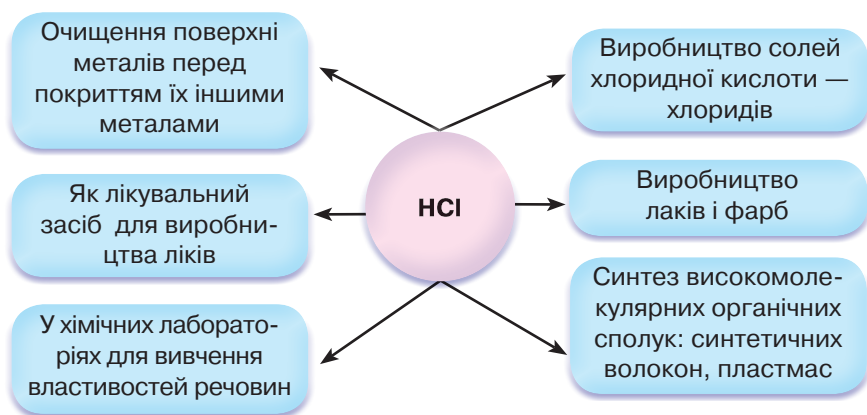 Очищення поверхні
металів перед
покриттям їх іншими
металами
Як лікувальний
засіб для виробни-
цтва ліків
У хімічних лаборато-
ріях для вивчення
властивостей речовин
HCl
Виробництво солей
хлоридної кислоти —
хлоридів
Виробництво
лаків і фарб
Синтез високомоле-
кулярних органічних
сполук: синтетичних
волокон, пластмас